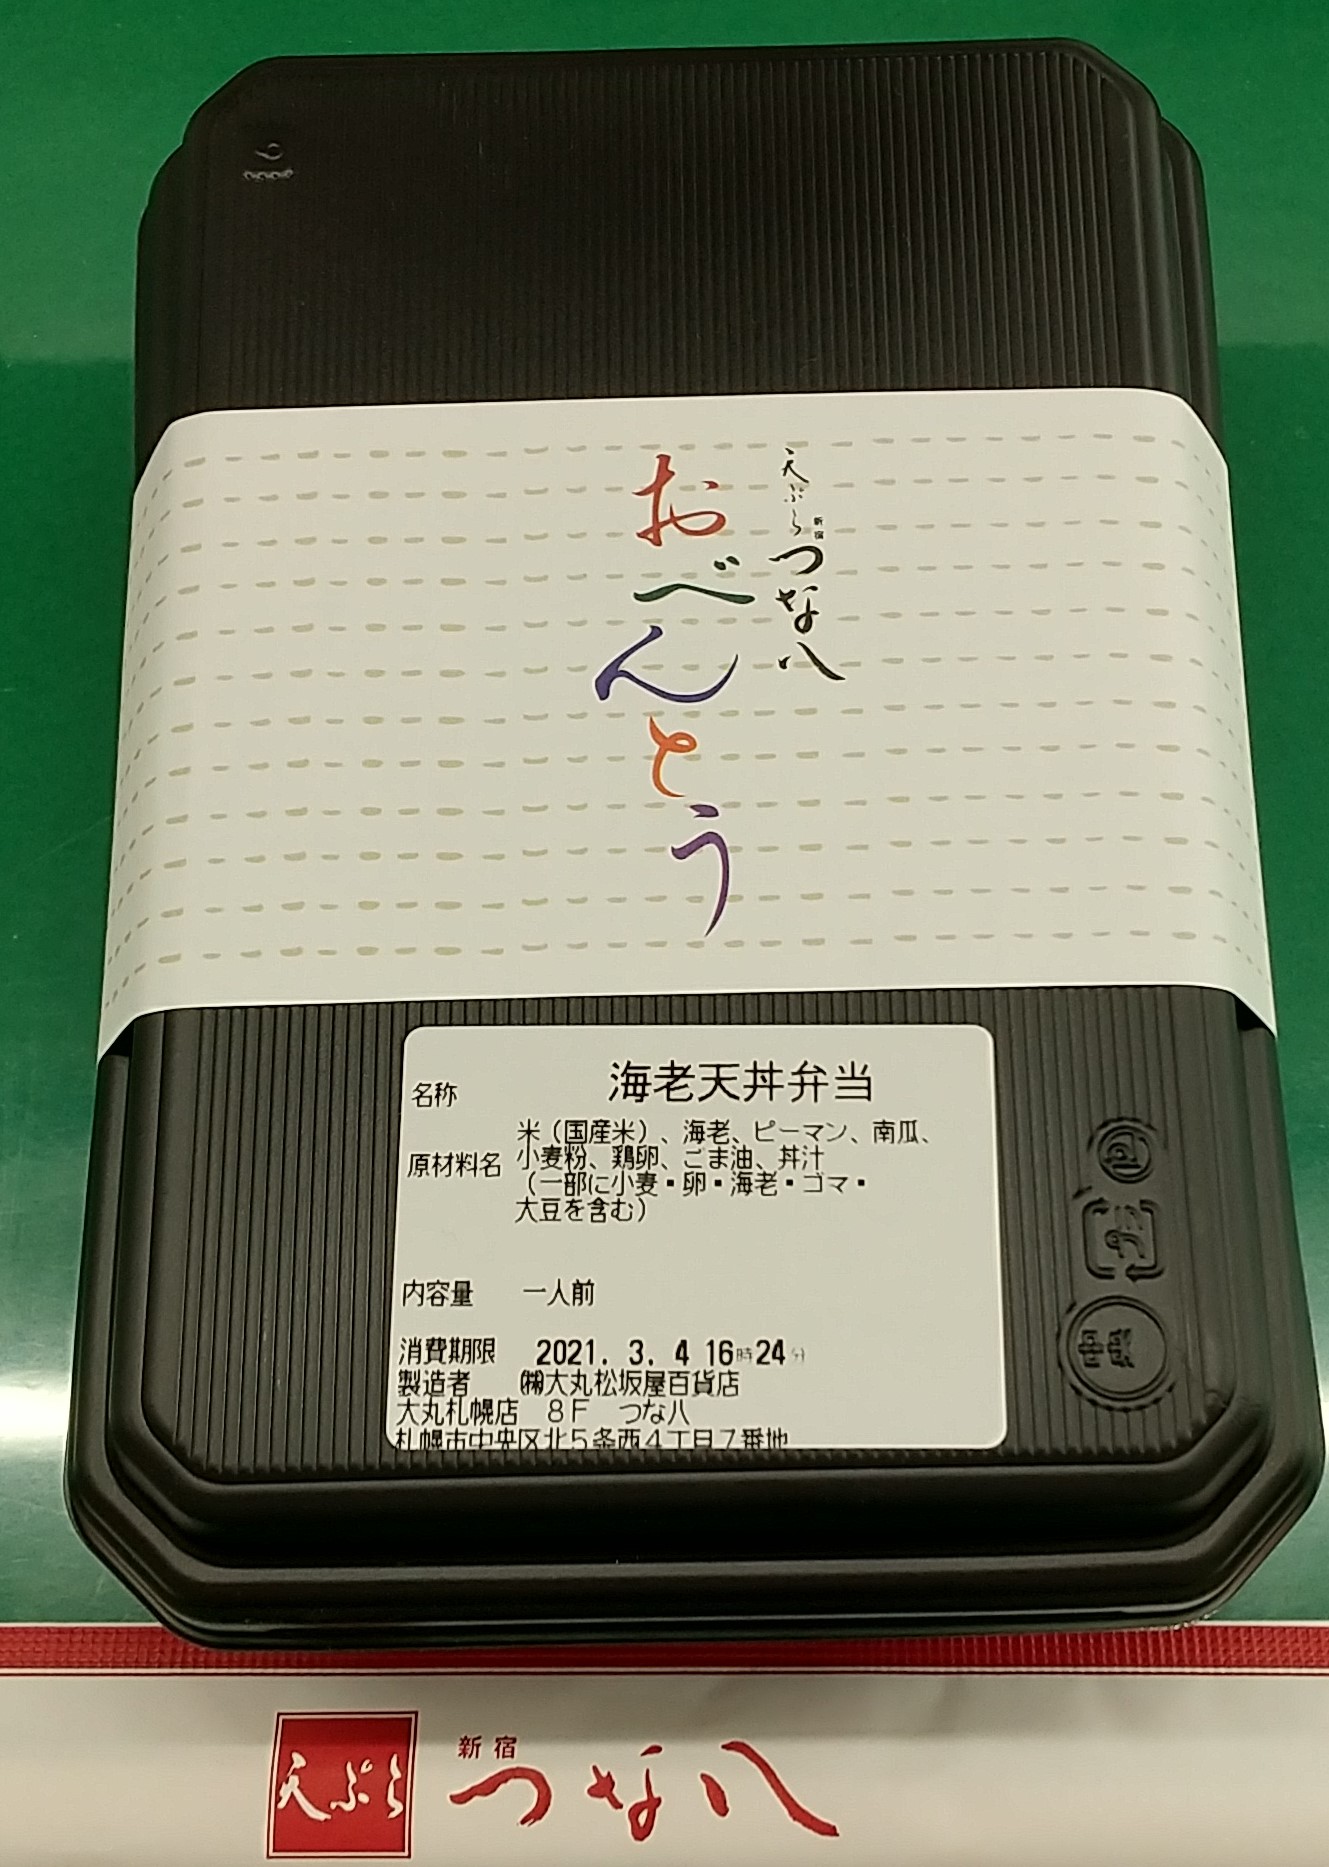 天ぷら
新宿
つな八
おべんとう
名称 海老天丼弁当
原材料名 米（国産米）、海老、ピーマン、南瓜、
小麦粉、鶏卵、ごま油、丼汁
（一部に小麦・卵・海老・ゴマ・
大豆を含む）
内容量 一人前
消費期限 2021. 3. 4 16時24分
製造者 ㈱大丸松坂屋百貨店
大丸札幌店 8F つな八
札幌市中央区北5条西4丁目7番地
プラ
天ぷら
新宿
つな八